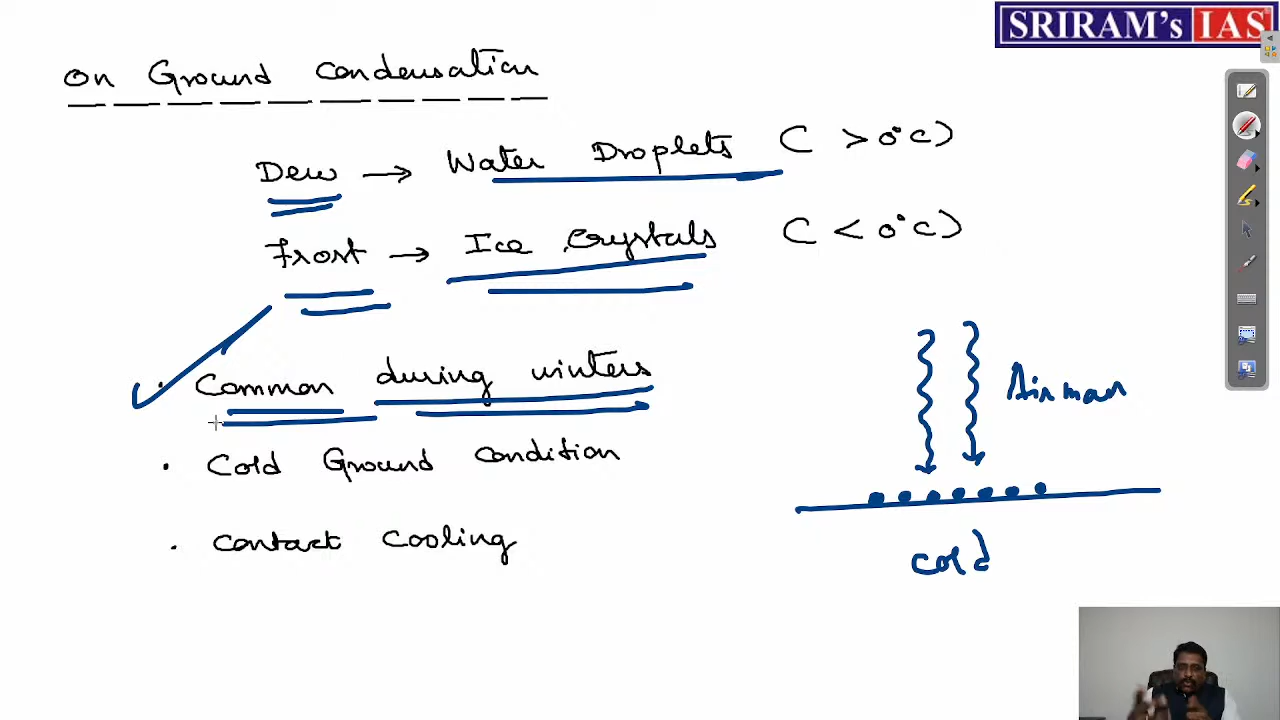 SRIRAM's IAS
On Ground Condensation
Dew → Water Droplets ( > 0°C)
Frost → Ice Crystals ( < 0°C)
• Common during winters
• Cold Ground Condition
• Contact Cooling
Air man
cold